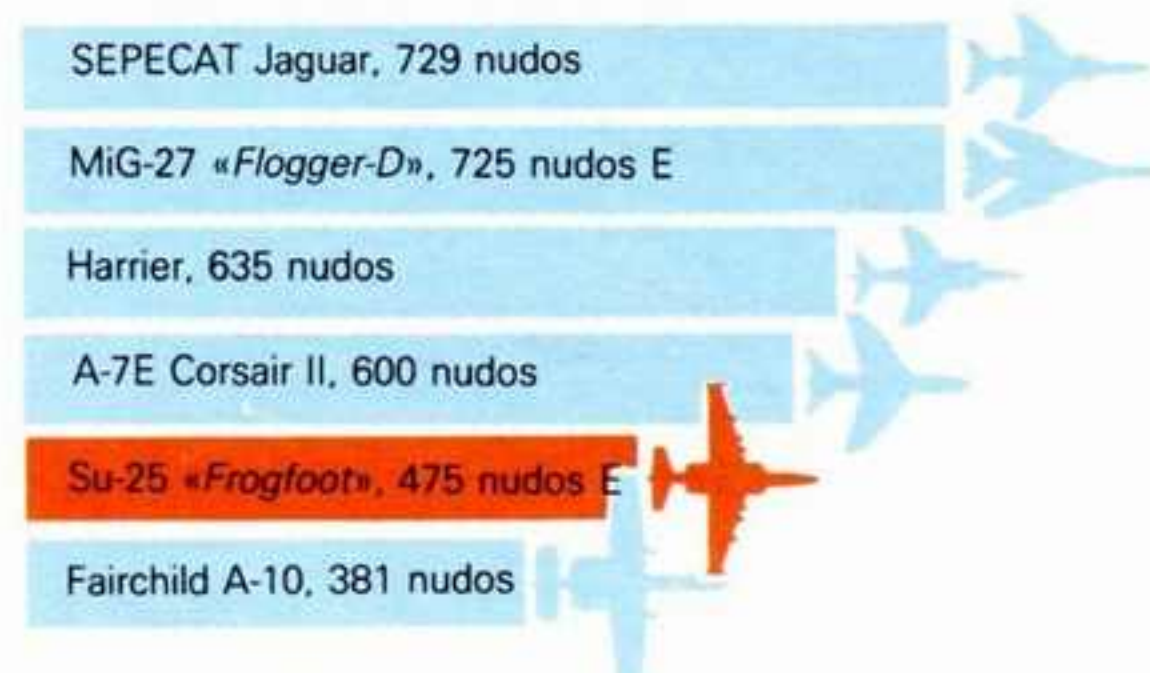 SEPECAT Jaguar, 729 nudos
MiG-27 «Flogger-D», 725 nudos E
Harrier, 635 nudos
A-7E Corsair II, 600 nudos
Su-25 «Frogfoot», 475 nudos E
Fairchild A-10, 381 nudos